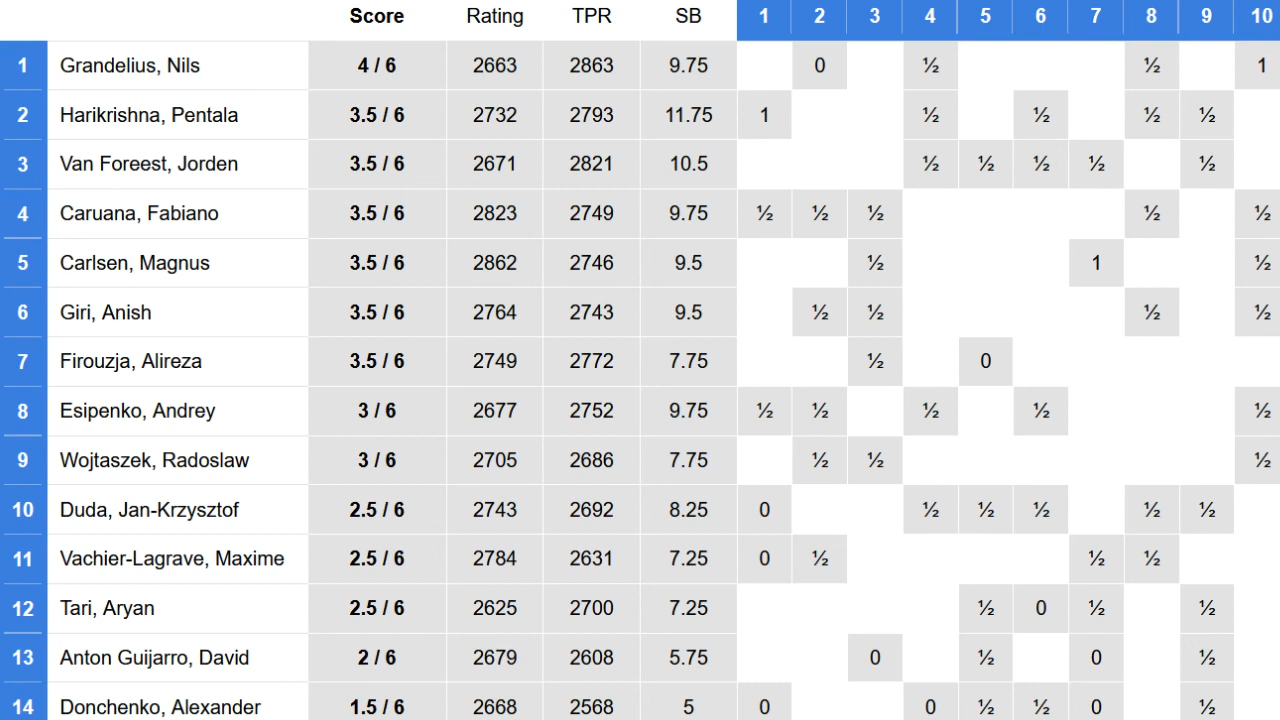 Score Rating TPR SB 1 2 3 4 5 6 7 8 9 10
1 Grandelius, Nils 4 / 6 2663 2863 9.75 0 ½ ½ 1
2 Harikrishna, Pentala 3.5 / 6 2732 2793 11.75 1 ½ ½ ½ ½
3 Van Foreest, Jorden 3.5 / 6 2671 2821 10.5 ½ ½ ½ ½ ½
4 Caruana, Fabiano 3.5 / 6 2823 2749 9.75 ½ ½ ½ ½ ½
5 Carlsen, Magnus 3.5 / 6 2862 2746 9.5 ½ 1 ½
6 Giri, Anish 3.5 / 6 2764 2743 9.5 ½ ½ ½ ½
7 Firouzja, Alireza 3.5 / 6 2749 2772 7.75 ½ 0
8 Esipenko, Andrey 3 / 6 2677 2752 9.75 ½ ½ ½ ½ ½
9 Wojtaszek, Radoslaw 3 / 6 2705 2686 7.75 ½ ½ ½
10 Duda, Jan-Krzysztof 2.5 / 6 2743 2692 8.25 0 ½ ½ ½ ½ ½
11 Vachier-Lagrave, Maxime 2.5 / 6 2784 2631 7.25 0 ½ ½ ½
12 Tari, Aryan 2.5 / 6 2625 2700 7.25 ½ 0 ½ ½
13 Anton Guijarro, David 2 / 6 2679 2608 5.75 0 ½ 0 ½
14 Donchenko, Alexander 1.5 / 6 2668 2568 5 0 0 ½ ½ 0 ½